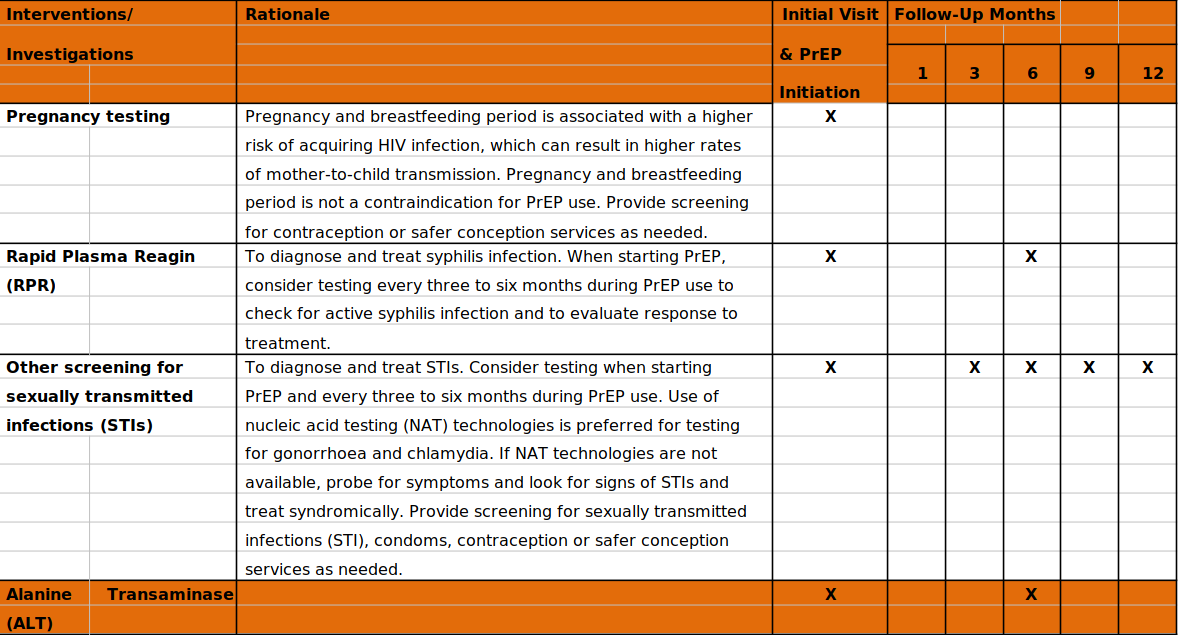 Interventions/ Rationale Initial Visit Follow-Up Months
Investigations & PrEP
1 3 6 9 12
Initiation
Pregnancy testing Pregnancy and breastfeeding period is associated with a higher X
risk of acquiring HIV infection, which can result in higher rates
of mother-to-child transmission. Pregnancy and breastfeeding
period is not a contraindication for PrEP use. Provide screening
for contraception or safer conception services as needed.
Rapid Plasma Reagin To diagnose and treat syphilis infection. When starting PrEP, X X
(RPR) consider testing every three to six months during PrEP use to
check for active syphilis infection and to evaluate response to
treatment.
Other screening for To diagnose and treat STIs. Consider testing when starting X X X X X
sexually transmitted PrEP and every three to six months during PrEP use. Use of
infections (STIs) nucleic acid testing (NAT) technologies is preferred for testing
for gonorrhoea and chlamydia. If NAT technologies are not
available, probe for symptoms and look for signs of STIs and
treat syndromically. Provide screening for sexually transmitted
infections (STI), condoms, contraception or safer conception
services as needed.
Alanine Transaminase X X
(ALT)